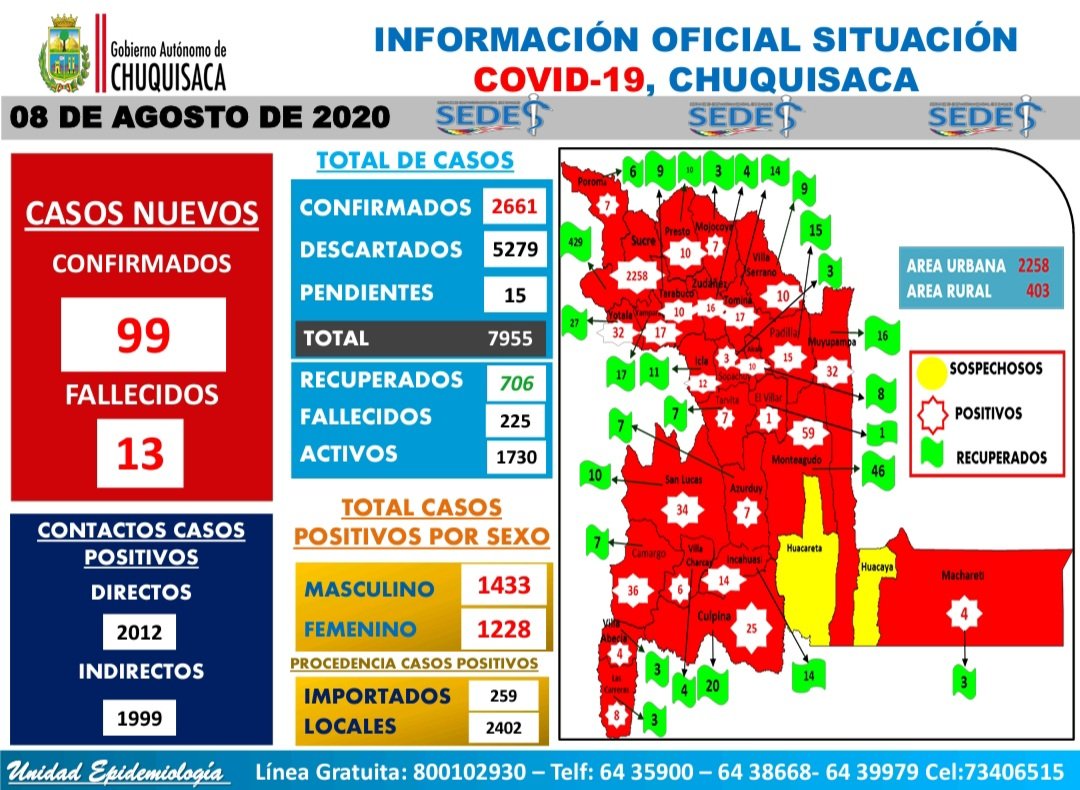 Gobierno Autónomo de
CHUQUISACA
INFORMACIÓN OFICIAL SITUACIÓN
COVID-19, CHUQUISACA
08 DE AGOSTO DE 2020
SEDES
SEDES
SEDES
CASOS NUEVOS
CONFIRMADOS
99
FALLECIDOS
13
CONTACTOS CASOS
POSITIVOS
DIRECTOS
2012
INDIRECTOS
1999
TOTAL DE CASOS
CONFIRMADOS 2661
DESCARTADOS 5279
PENDIENTES 15
TOTAL 7955
RECUPERADOS 706
FALLECIDOS 225
ACTIVOS 1730
TOTAL CASOS
POSITIVOS POR SEXO
MASCULINO 1433
FEMENINO 1228
PROCEDENCIA CASOS POSITIVOS
IMPORTADOS 259
LOCALES 2402
6 9 10 3 4 14
9
15
3
Poroma
7
429
Sucre
2258
Presto
10
Mojocoya
7
Villa
Serrano
10
Zudañez
16
Tarabuco
10
Tomina
17
Yotala
32
17
27
Padilla
15
Muyupampa
32
16
Icla
12
3
10
Sopachuy
17 11
8
Tarvita
7
7
El Villar
1
1
59
Monteagudo
46
7
10
San Lucas
34
Azurduy
7
7
Camargo
36
Villa
Charcay
6
Incahuasi
14
Culpina
25
Huacareta
Huacaya
Machareti
4
3
Villa
Abecia
4
Las
Carreras
8
3
3
4
20
14
AREA URBANA 2258
AREA RURAL 403
SOSPECHOSOS
POSITIVOS
RECUPERADOS
Unidad Epidemiología Línea Gratuita: 800102930 – Telf: 64 35900 – 64 38668- 64 39979 Cel:73406515